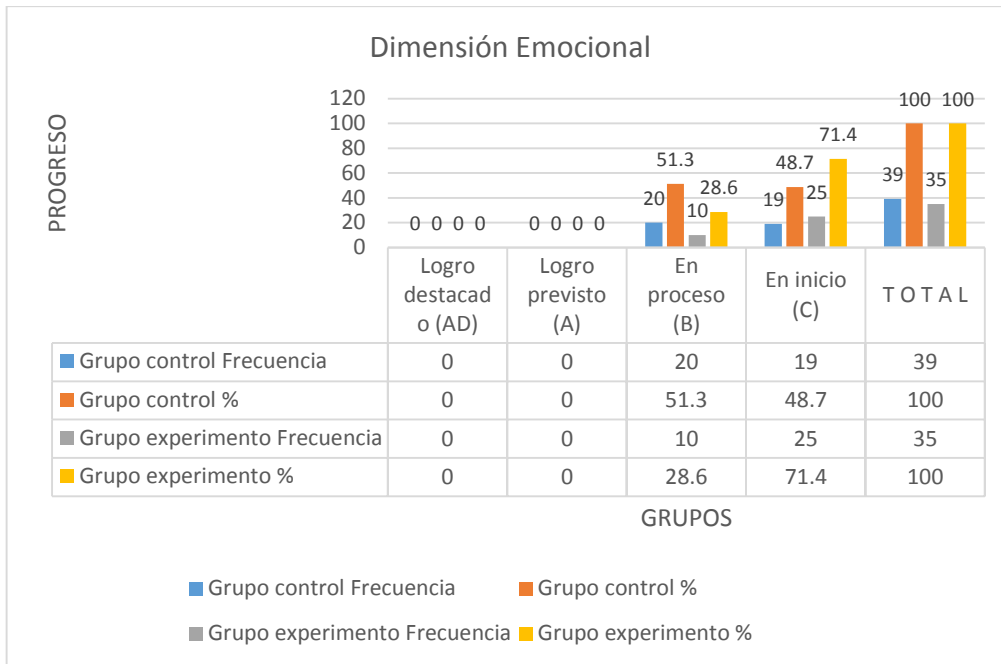 Dimensión Emocional
PROGRESO
120
100
80
60
40
20
0
0 0 0 0
0 0 0 0
20 51.3 10 28.6
19 48.7 25 71.4
39 100 35 100
Logro destacad o (AD)
Logro previsto (A)
En proceso (B)
En inicio (C)
T O T A L
Grupo control Frecuencia 0 0 20 19 39
Grupo control % 0 0 51.3 48.7 100
Grupo experimento Frecuencia 0 0 10 25 35
Grupo experimento % 0 0 28.6 71.4 100
GRUPOS
Grupo control Frecuencia Grupo control %
Grupo experimento Frecuencia Grupo experimento %